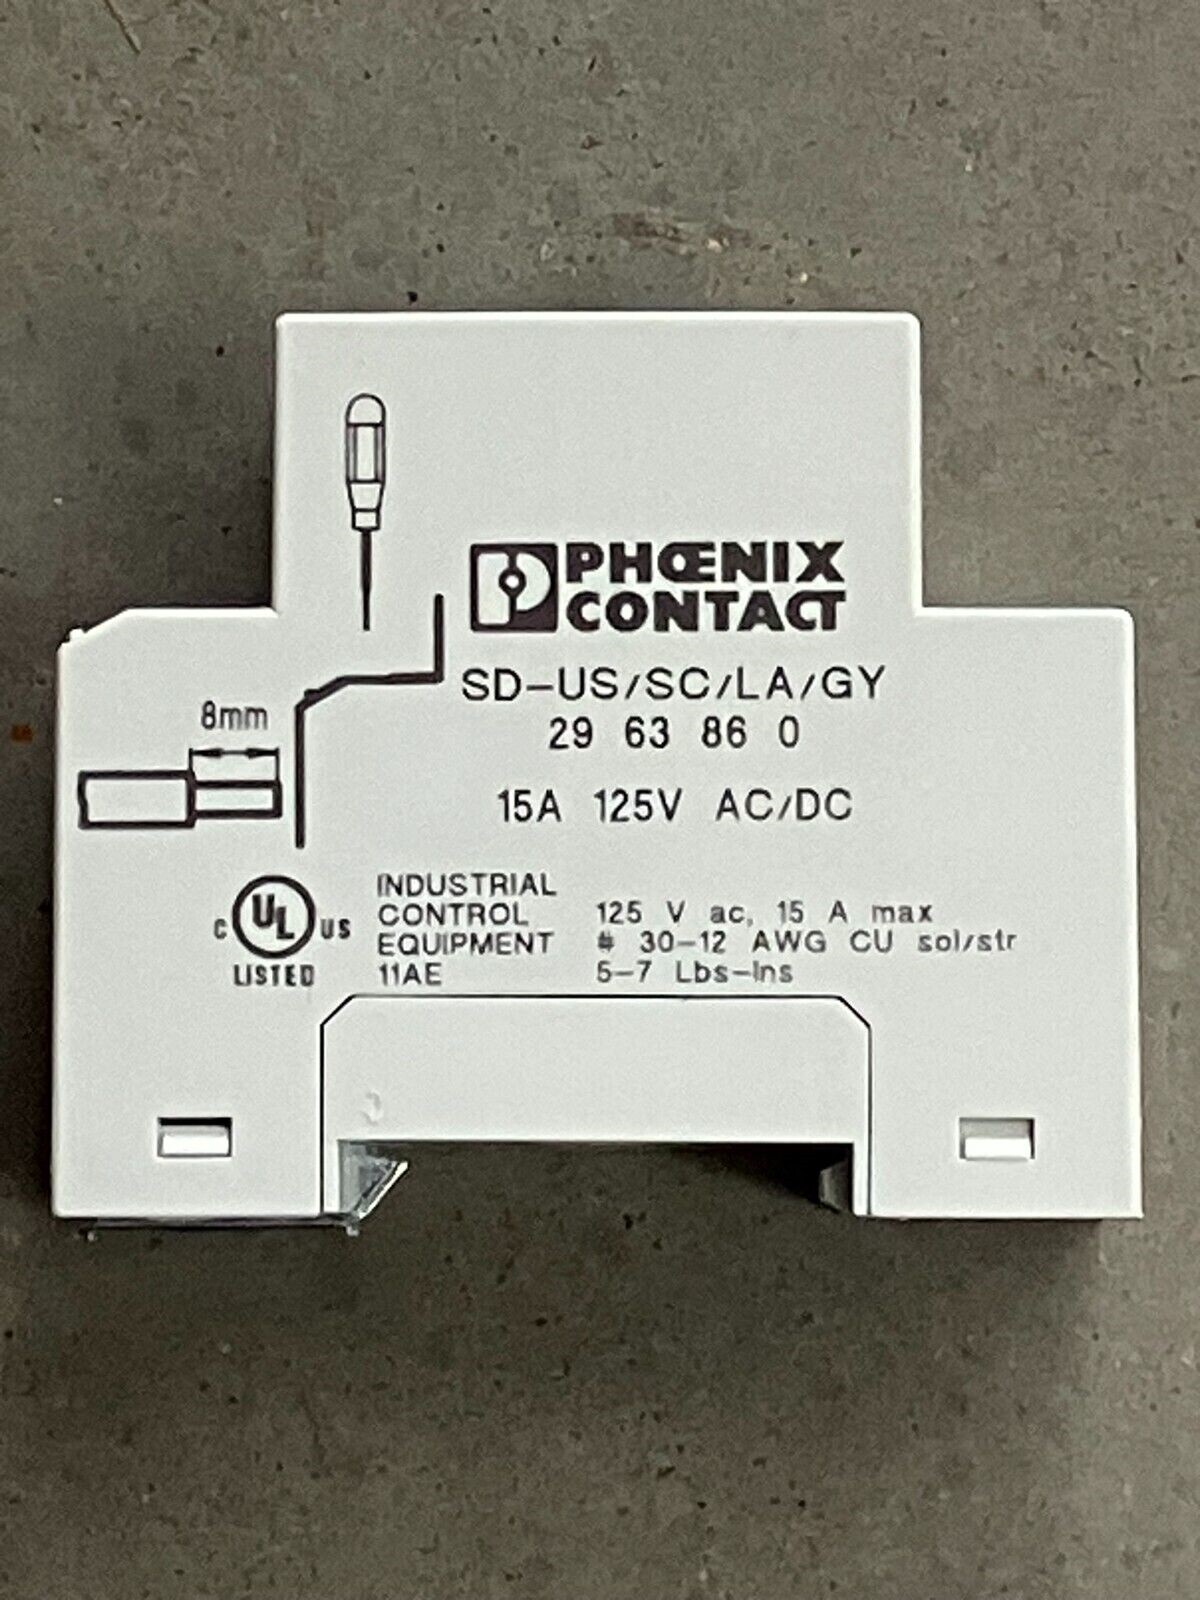 PHŒNIX
CONTACT
SD-US/SC/LA/GY
29 63 86 0
8mm
15A 125V AC/DC
c UL us
LISTED
INDUSTRIAL
CONTROL
EQUIPMENT
11AE
125 V ac, 15 A max
# 30-12 AWG CU sol/str
5-7 Lbs-Ins